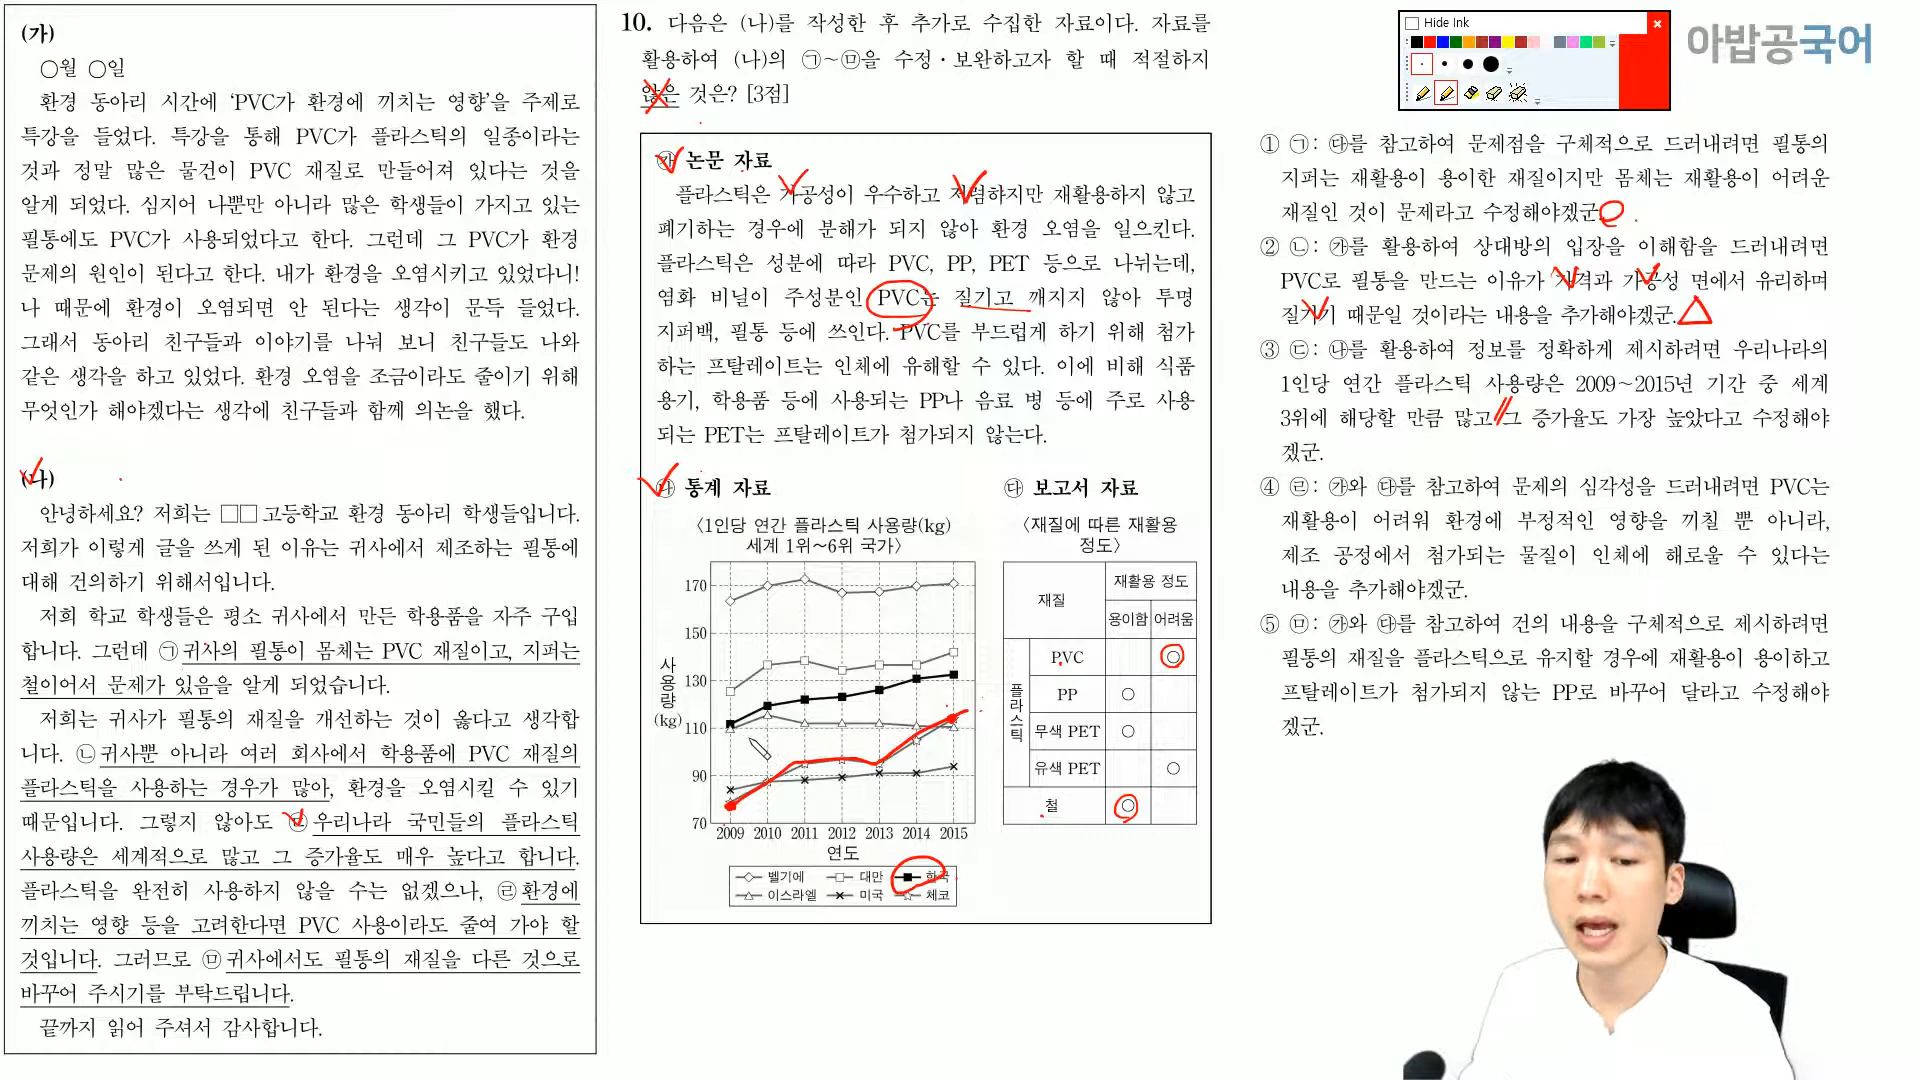 (가)
○월 ○일
환경 동아리 시간에 ‘PVC가 환경에 끼치는 영향’을 주제로
특강을 들었다. 특강을 통해 PVC가 플라스틱의 일종이라는
것과 정말 많은 물건이 PVC 재질로 만들어져 있다는 것을
알게 되었다. 심지어 나뿐만 아니라 많은 학생들이 가지고 있는
필통에도 PVC가 사용되었다고 한다. 그런데 그 PVC가 환경
문제의 원인이 된다고 한다. 내가 환경을 오염시키고 있었다니!
나 때문에 환경이 오염되면 안 된다는 생각이 문득 들었다.
그래서 동아리 친구들과 이야기를 나눠 보니 친구들도 나와
같은 생각을 하고 있었다. 환경 오염을 조금이라도 줄이기 위해
무엇인가 해야겠다는 생각에 친구들과 함께 의논을 했다.
(나)
안녕하세요? 저희는 □□고등학교 환경 동아리 학생들입니다.
저희가 이렇게 글을 쓰게 된 이유는 귀사에서 제조하는 필통에
대해 건의하기 위해서입니다.
저희 학교 학생들은 평소 귀사에서 만든 학용품을 자주 구입
합니다. 그런데 ㉠귀사의 필통이 몸체는 PVC 재질이고, 지퍼는
철이어서 문제가 있음을 알게 되었습니다.
저희는 귀사가 필통의 재질을 개선하는 것이 옳다고 생각합
니다. ㉡귀사뿐 아니라 여러 회사에서 학용품에 PVC 재질의
플라스틱을 사용하는 경우가 많아, 환경을 오염시킬 수 있기
때문입니다. 그렇지 않아도 ㉢우리나라 국민들의 플라스틱
사용량은 세계적으로 많고 그 증가율도 매우 높다고 합니다.
플라스틱을 완전히 사용하지 않을 수는 없겠으나, ㉣환경에
끼치는 영향 등을 고려한다면 PVC 사용이라도 줄여 가야 할
것입니다. 그러므로 ㉤귀사에서도 필통의 재질을 다른 것으로
바꾸어 주시기를 부탁드립니다.
끝까지 읽어 주셔서 감사합니다.
10. 다음은 (나)를 작성한 후 추가로 수집한 자료이다. 자료를
활용하여 (나)의 ㉠~㉤을 수정·보완하고자 할 때 적절하지
않은 것은? [3점]
㉮ 논문 자료
플라스틱은 가공성이 우수하고 저렴하지만 재활용하지 않고
폐기하는 경우에 분해가 되지 않아 환경 오염을 일으킨다.
플라스틱은 성분에 따라 PVC, PP, PET 등으로 나뉘는데,
염화 비닐이 주성분인 PVC는 질기고 깨지지 않아 투명
지퍼백, 필통 등에 쓰인다. PVC를 부드럽게 하기 위해 첨가
하는 프탈레이트는 인체에 유해할 수 있다. 이에 비해 식품
용기, 학용품 등에 사용되는 PP나 음료 병 등에 주로 사용
되는 PET는 프탈레이트가 첨가되지 않는다.
㉯ 통계 자료
〈1인당 연간 플라스틱 사용량(kg)
세계 1위~6위 국가〉
사용량(kg)
170
150
130
110
90
70
2009 2010 2011 2012 2013 2014 2015
연도
벨기에 대만 한국
이스라엘 미국 체코
㉰ 보고서 자료
〈재질에 따른 재활용
정도〉
재질 재활용 정도
용이함 어려움
플라스틱
PVC ○
PP ○
무색 PET ○
유색 PET ○
철 ○
Hide Ink
아밥공국어
① ㉠: ㉰를 참고하여 문제점을 구체적으로 드러내려면 필통의
지퍼는 재활용이 용이한 재질이지만 몸체는 재활용이 어려운
재질인 것이 문제라고 수정해야겠군.
② ㉡: ㉮를 활용하여 상대방의 입장을 이해함을 드러내려면
PVC로 필통을 만드는 이유가 가격과 가공성 면에서 유리하며
질기기 때문일 것이라는 내용을 추가해야겠군.
③ ㉢: ㉯를 활용하여 정보를 정확하게 제시하려면 우리나라의
1인당 연간 플라스틱 사용량은 2009~2015년 기간 중 세계
3위에 해당할 만큼 많고 그 증가율도 가장 높았다고 수정해야
겠군.
④ ㉣: ㉮와 ㉰를 참고하여 문제의 심각성을 드러내려면 PVC는
재활용이 어려워 환경에 부정적인 영향을 끼칠 뿐 아니라,
제조 공정에서 첨가되는 물질이 인체에 해로울 수 있다는
내용을 추가해야겠군.
⑤ ㉤: ㉮와 ㉰를 참고하여 건의 내용을 구체적으로 제시하려면
필통의 재질을 플라스틱으로 유지할 경우에 재활용이 용이하고
프탈레이트가 첨가되지 않는 PP로 바꾸어 달라고 수정해야
겠군.